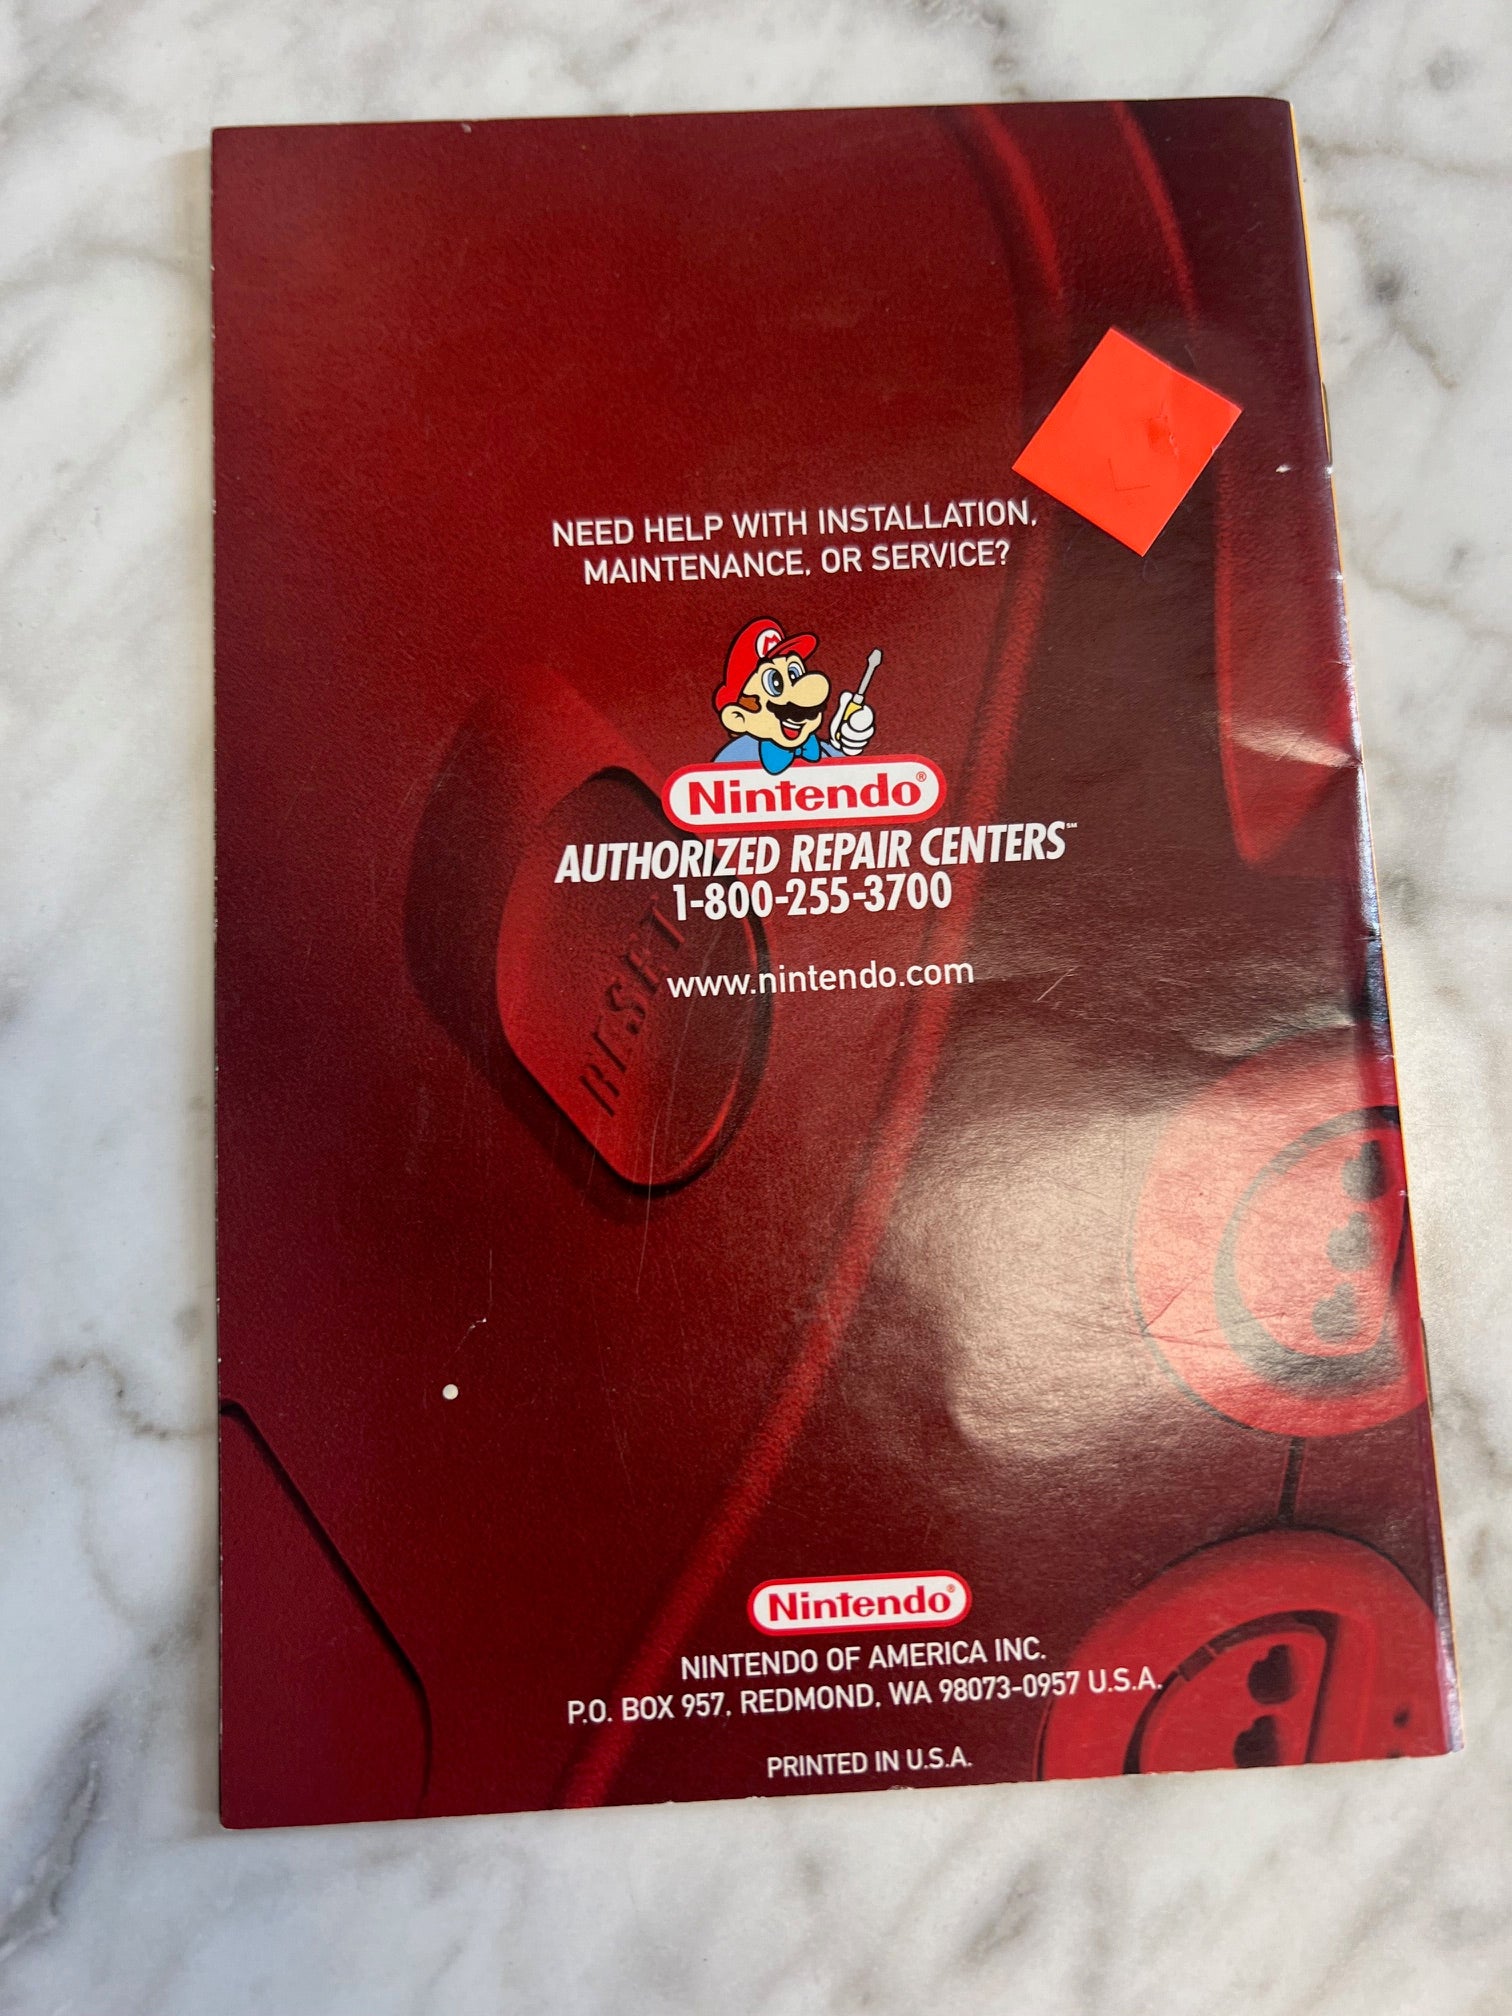 NEED HELP WITH INSTALLATION,
MAINTENANCE, OR SERVICE?
M
Nintendo®
AUTHORIZED REPAIR CENTERS℠
1-800-255-3700
www.nintendo.com
RESET
Nintendo®
NINTENDO OF AMERICA INC.
P.O. BOX 957, REDMOND, WA 98073-0957 U.S.A.
PRINTED IN U.S.A.